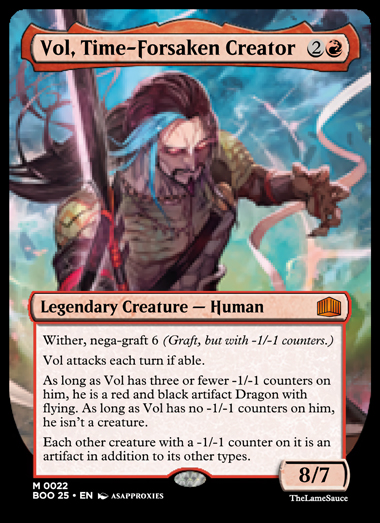 Vol, Time-Forsaken Creator 2
Legendary Creature — Human
Wither, nega-graft 6 (Graft, but with -1/-1 counters.)
Vol attacks each turn if able.
As long as Vol has three or fewer -1/-1 counters on
him, he is a red and black artifact Dragon with
flying. As long as Vol has no -1/-1 counters on him,
he isn't a creature.
Each other creature with a -1/-1 counter on it is an
artifact in addition to its other types.
8/7
M 0022
BOO 25 • EN ASAPPROXIES
TheLameSauce